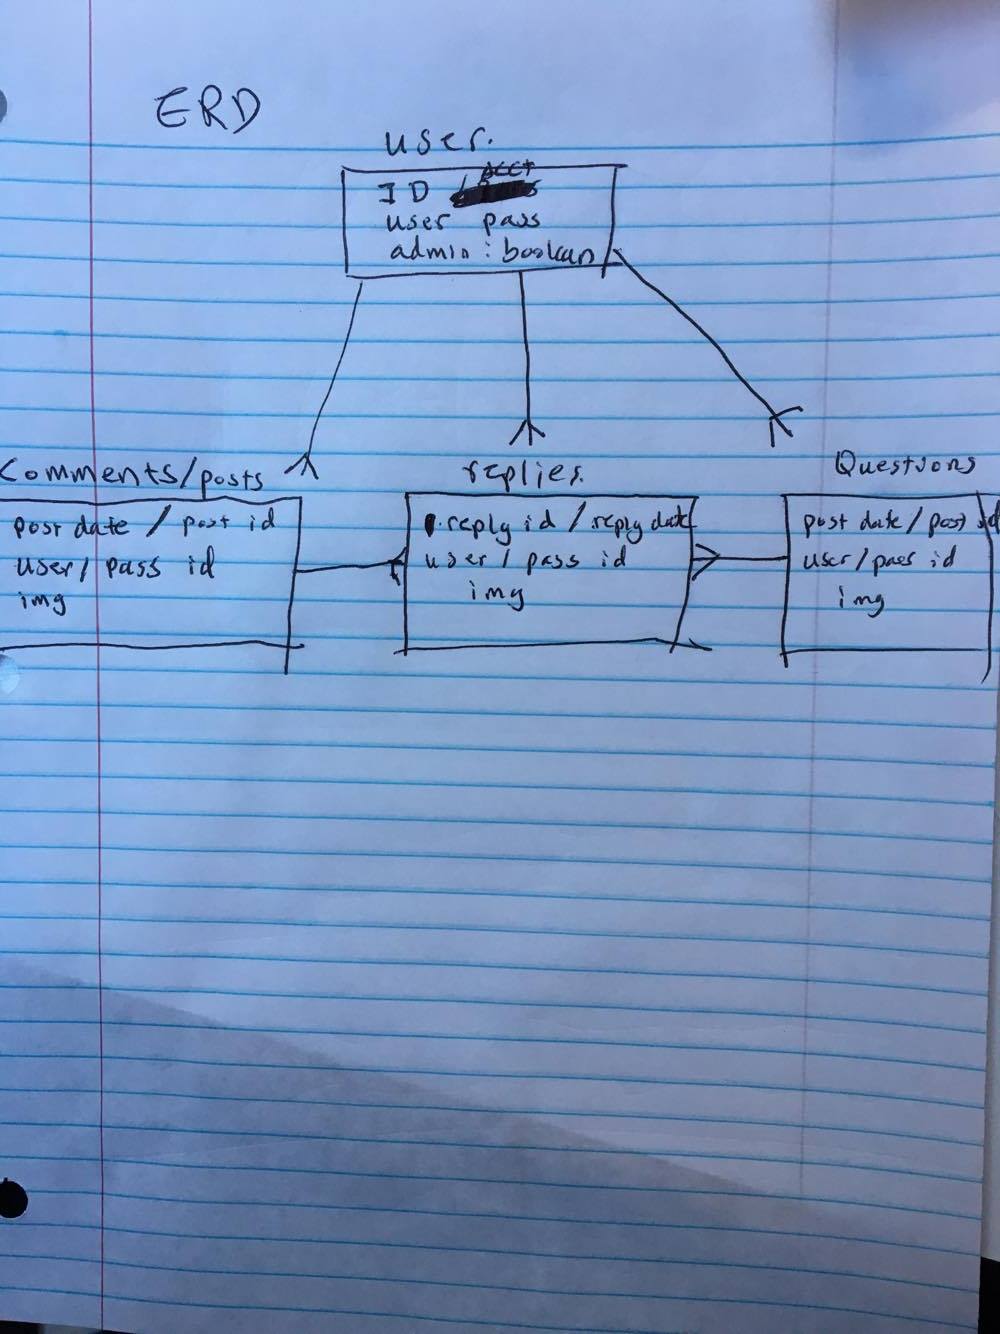 ERD
user.
ACCT
ID
user pass
admin : boolean
Comments/posts
post date / post id
user/ pass id
img
replies.
reply id / reply date
user/ pass id
img
Questions
post date/post id
user/pass id
img